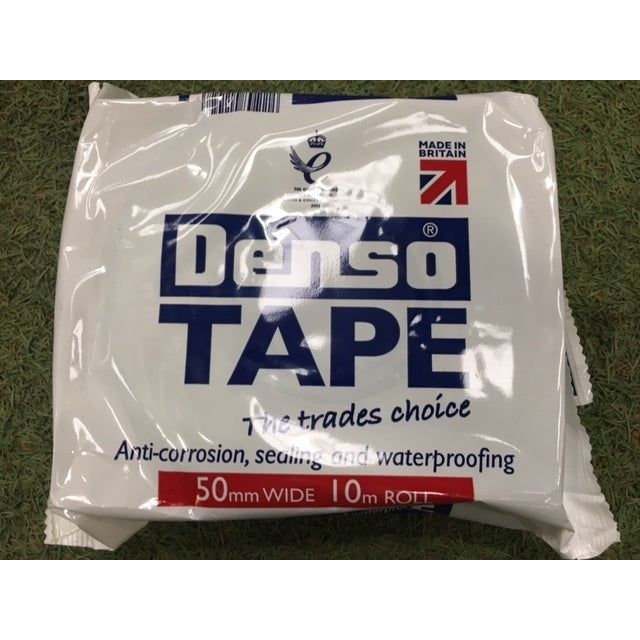 MADE IN
BRITAIN
Denso®
TAPE
The trades choice
Anti-corrosion, sealing and waterproofing
50mm WIDE 10m ROLL